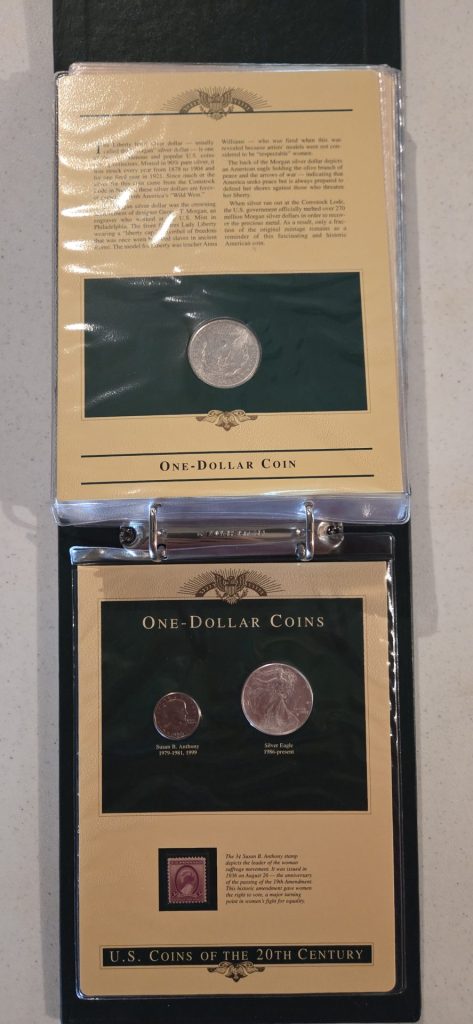 Liberty Head silver dollar — usually
called the "Morgan" silver dollar — is one
famous and popular U.S. coins
Minted in 90% pure silver, it
was struck every year from 1878 to 1904 and
for one final year in 1921. Since much of the
silver for this coin came from the Comstock
Lode in these silver dollars are
from America's "Wild West."
silver dollar was the crowning
of designer George T. Morgan, an
engraver who worked at the U.S. Mint in
Philadelphia. The front Lady Liberty
wearing a "liberty cap," symbol of freedom
that was once worn by freed slaves in ancient
The model for Liberty was teacher Anna
Williams — who was fired when this was
revealed because artists' models were not con-
sidered to be "respectable" women.
The back of the Morgan silver dollar depicts
an American eagle holding the olive branch of
peace and the arrows of war — indicating that
America seeks peace but is always prepared to
defend her shores against those who threaten
her liberty.
When silver ran out at the Comstock Lode,
the U.S. government officially melted over 270
million Morgan silver dollars in order to recov-
er the precious metal. As a result, only a frac-
tion of the original mintage remains as a
reminder of this fascinating and historic
American coin.
ONE-DOLLAR COIN
ONE-DOLLAR COINS
Susan B. Anthony
1979-1981, 1999
Silver Eagle
1986-present
The 3¢ Susan B. Anthony stamp
depicts the leader of the woman
suffrage movement. It was issued in
1936 on August 26 — the anniversary
of the passing of the 19th Amendment.
This historic amendment gave women
the right to vote, a major turning
point in women's fight for equality.
U.S. COINS OF THE 20TH CENTURY